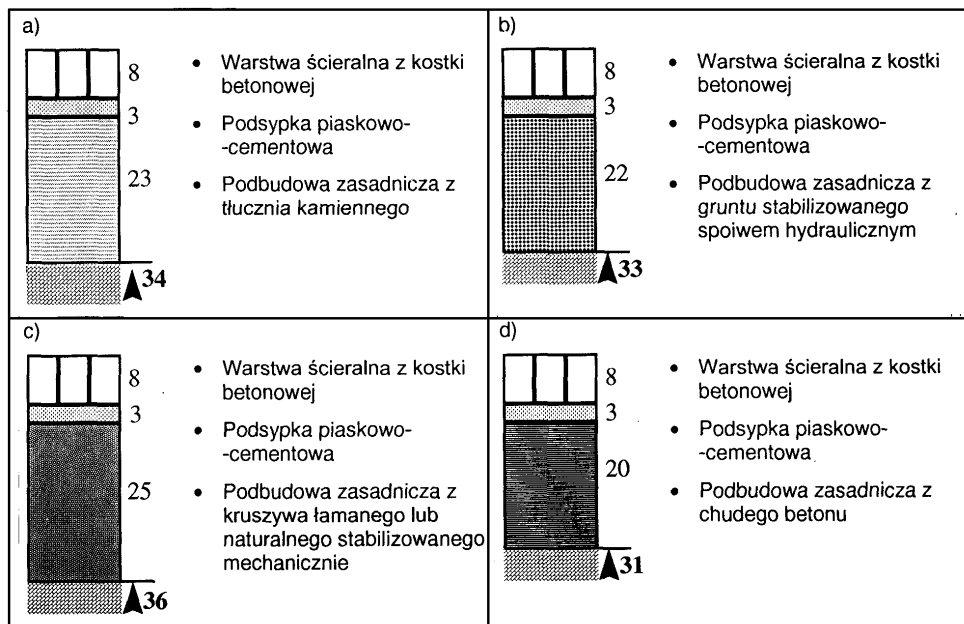 a)
8
3
23
34
• Warstwa ścieralna z kostki
betonowej
• Podsypka piaskowo-
-cementowa
• Podbudowa zasadnicza z
tłucznia kamiennego
b)
8
3
22
33
• Warstwa ścieralna z kostki
betonowej
• Podsypka piaskowo-
-cementowa
• Podbudowa zasadnicza z
gruntu stabilizowanego
spoiwem hydraulicznym
c)
8
3
25
36
• Warstwa ścieralna z kostki
betonowej
• Podsypka piaskowo-
-cementowa
• Podbudowa zasadnicza z
kruszywa łamanego lub
naturalnego stabilizowanego
mechanicznie
d)
8
3
20
31
• Warstwa ścieralna z kostki
betonowej
• Podsypka piaskowo-
-cementowa
• Podbudowa zasadnicza z
chudego betonu